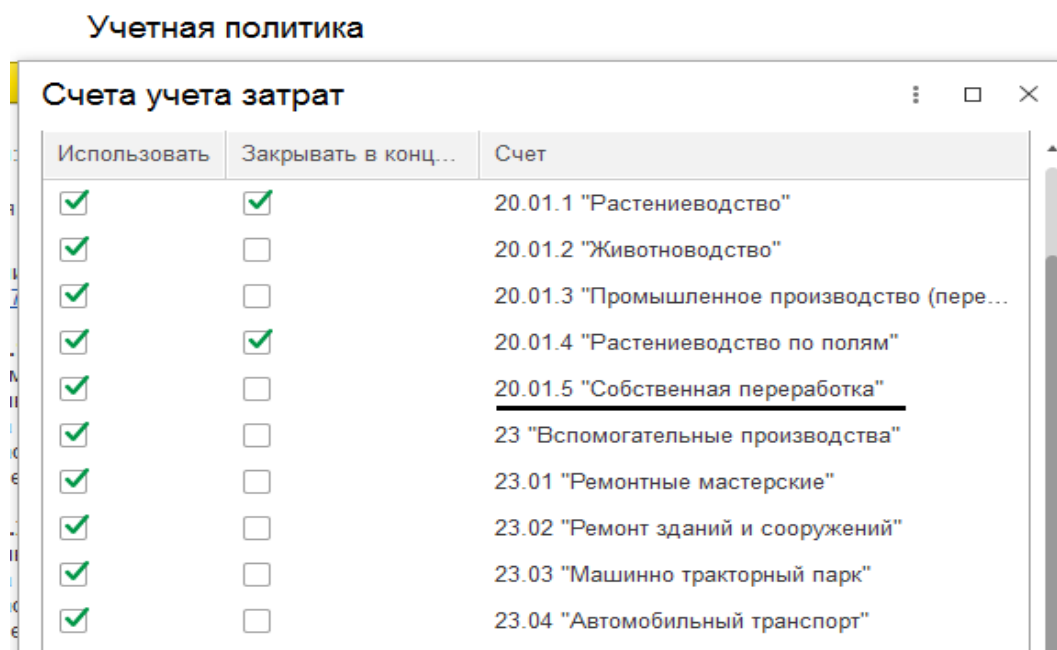 Учетная политика
Счета учета затрат
Использовать Закрывать в конц... Счет
20.01.1 "Растениеводство"
20.01.2 "Животноводство"
20.01.3 "Промышленное производство (пере...
20.01.4 "Растениеводство по полям"
20.01.5 "Собственная переработка"
23 "Вспомогательные производства"
23.01 "Ремонтные мастерские"
23.02 "Ремонт зданий и сооружений"
23.03 "Машинно тракторный парк"
23.04 "Автомобильный транспорт"